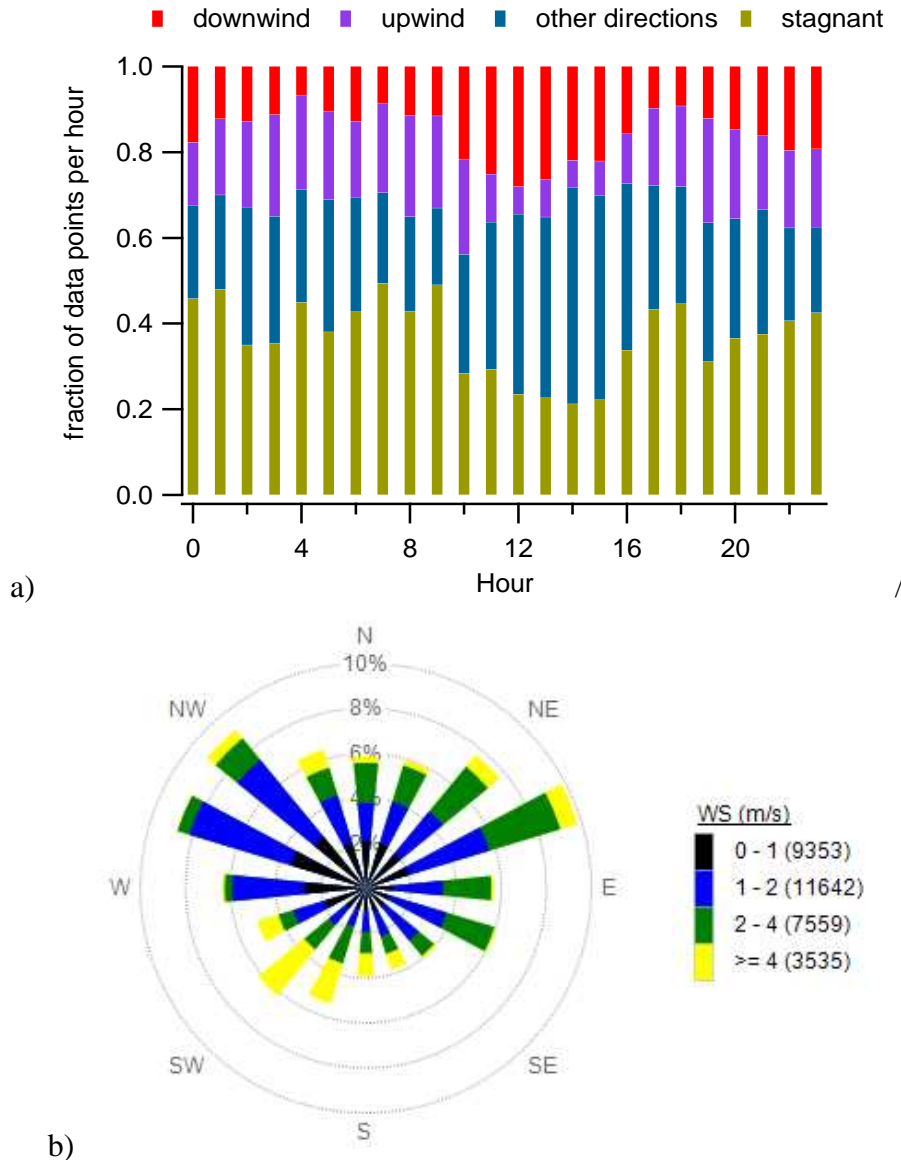 downwind upwind other directions stagnant
fraction of data points per hour
1.0
0.8
0.6
0.4
0.2
0.0
0 4 8 12 16 20
Hour
a) /
N
10%
NW NE
8%
6%
4%
2%
W E
WS (m/s)
0 - 1 (9353)
1 - 2 (11642)
2 - 4 (7559)
>= 4 (3535)
SW SE
S
b)